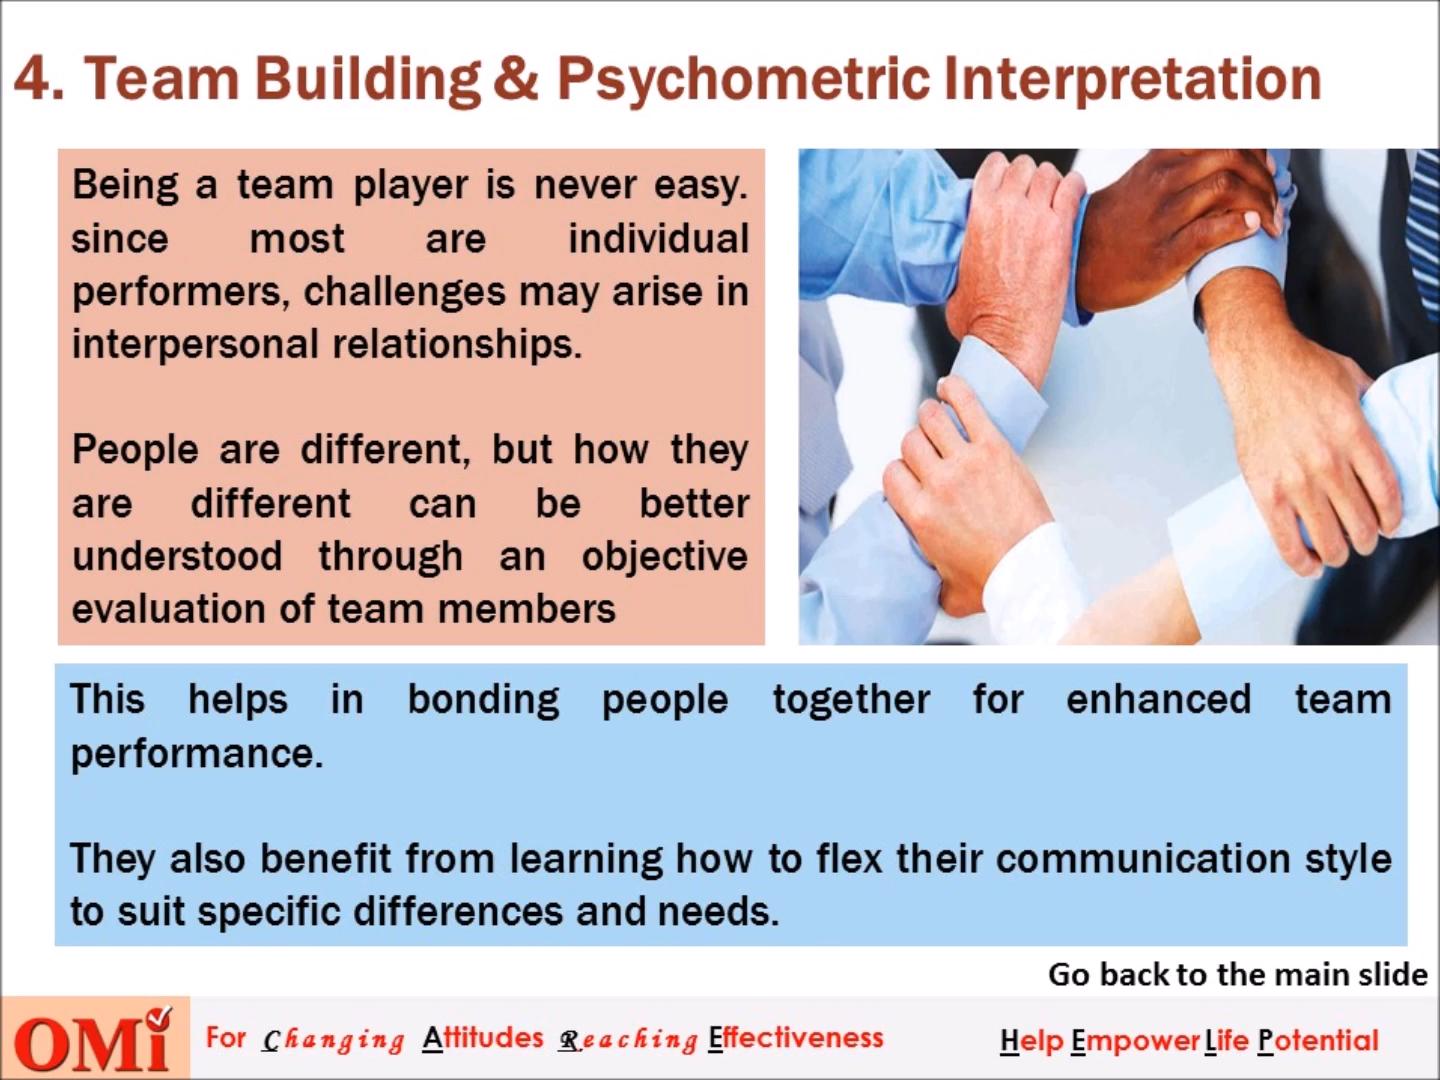 4. Team Building & Psychometric Interpretation
Being a team player is never easy.
since most are individual
performers, challenges may arise in
interpersonal relationships.
People are different, but how they
are different can be better
understood through an objective
evaluation of team members
This helps in bonding people together for enhanced team
performance.
They also benefit from learning how to flex their communication style
to suit specific differences and needs.
Go back to the main slide
OMi
For Changing Attitudes Reaching Effectiveness
Help Empower Life Potential